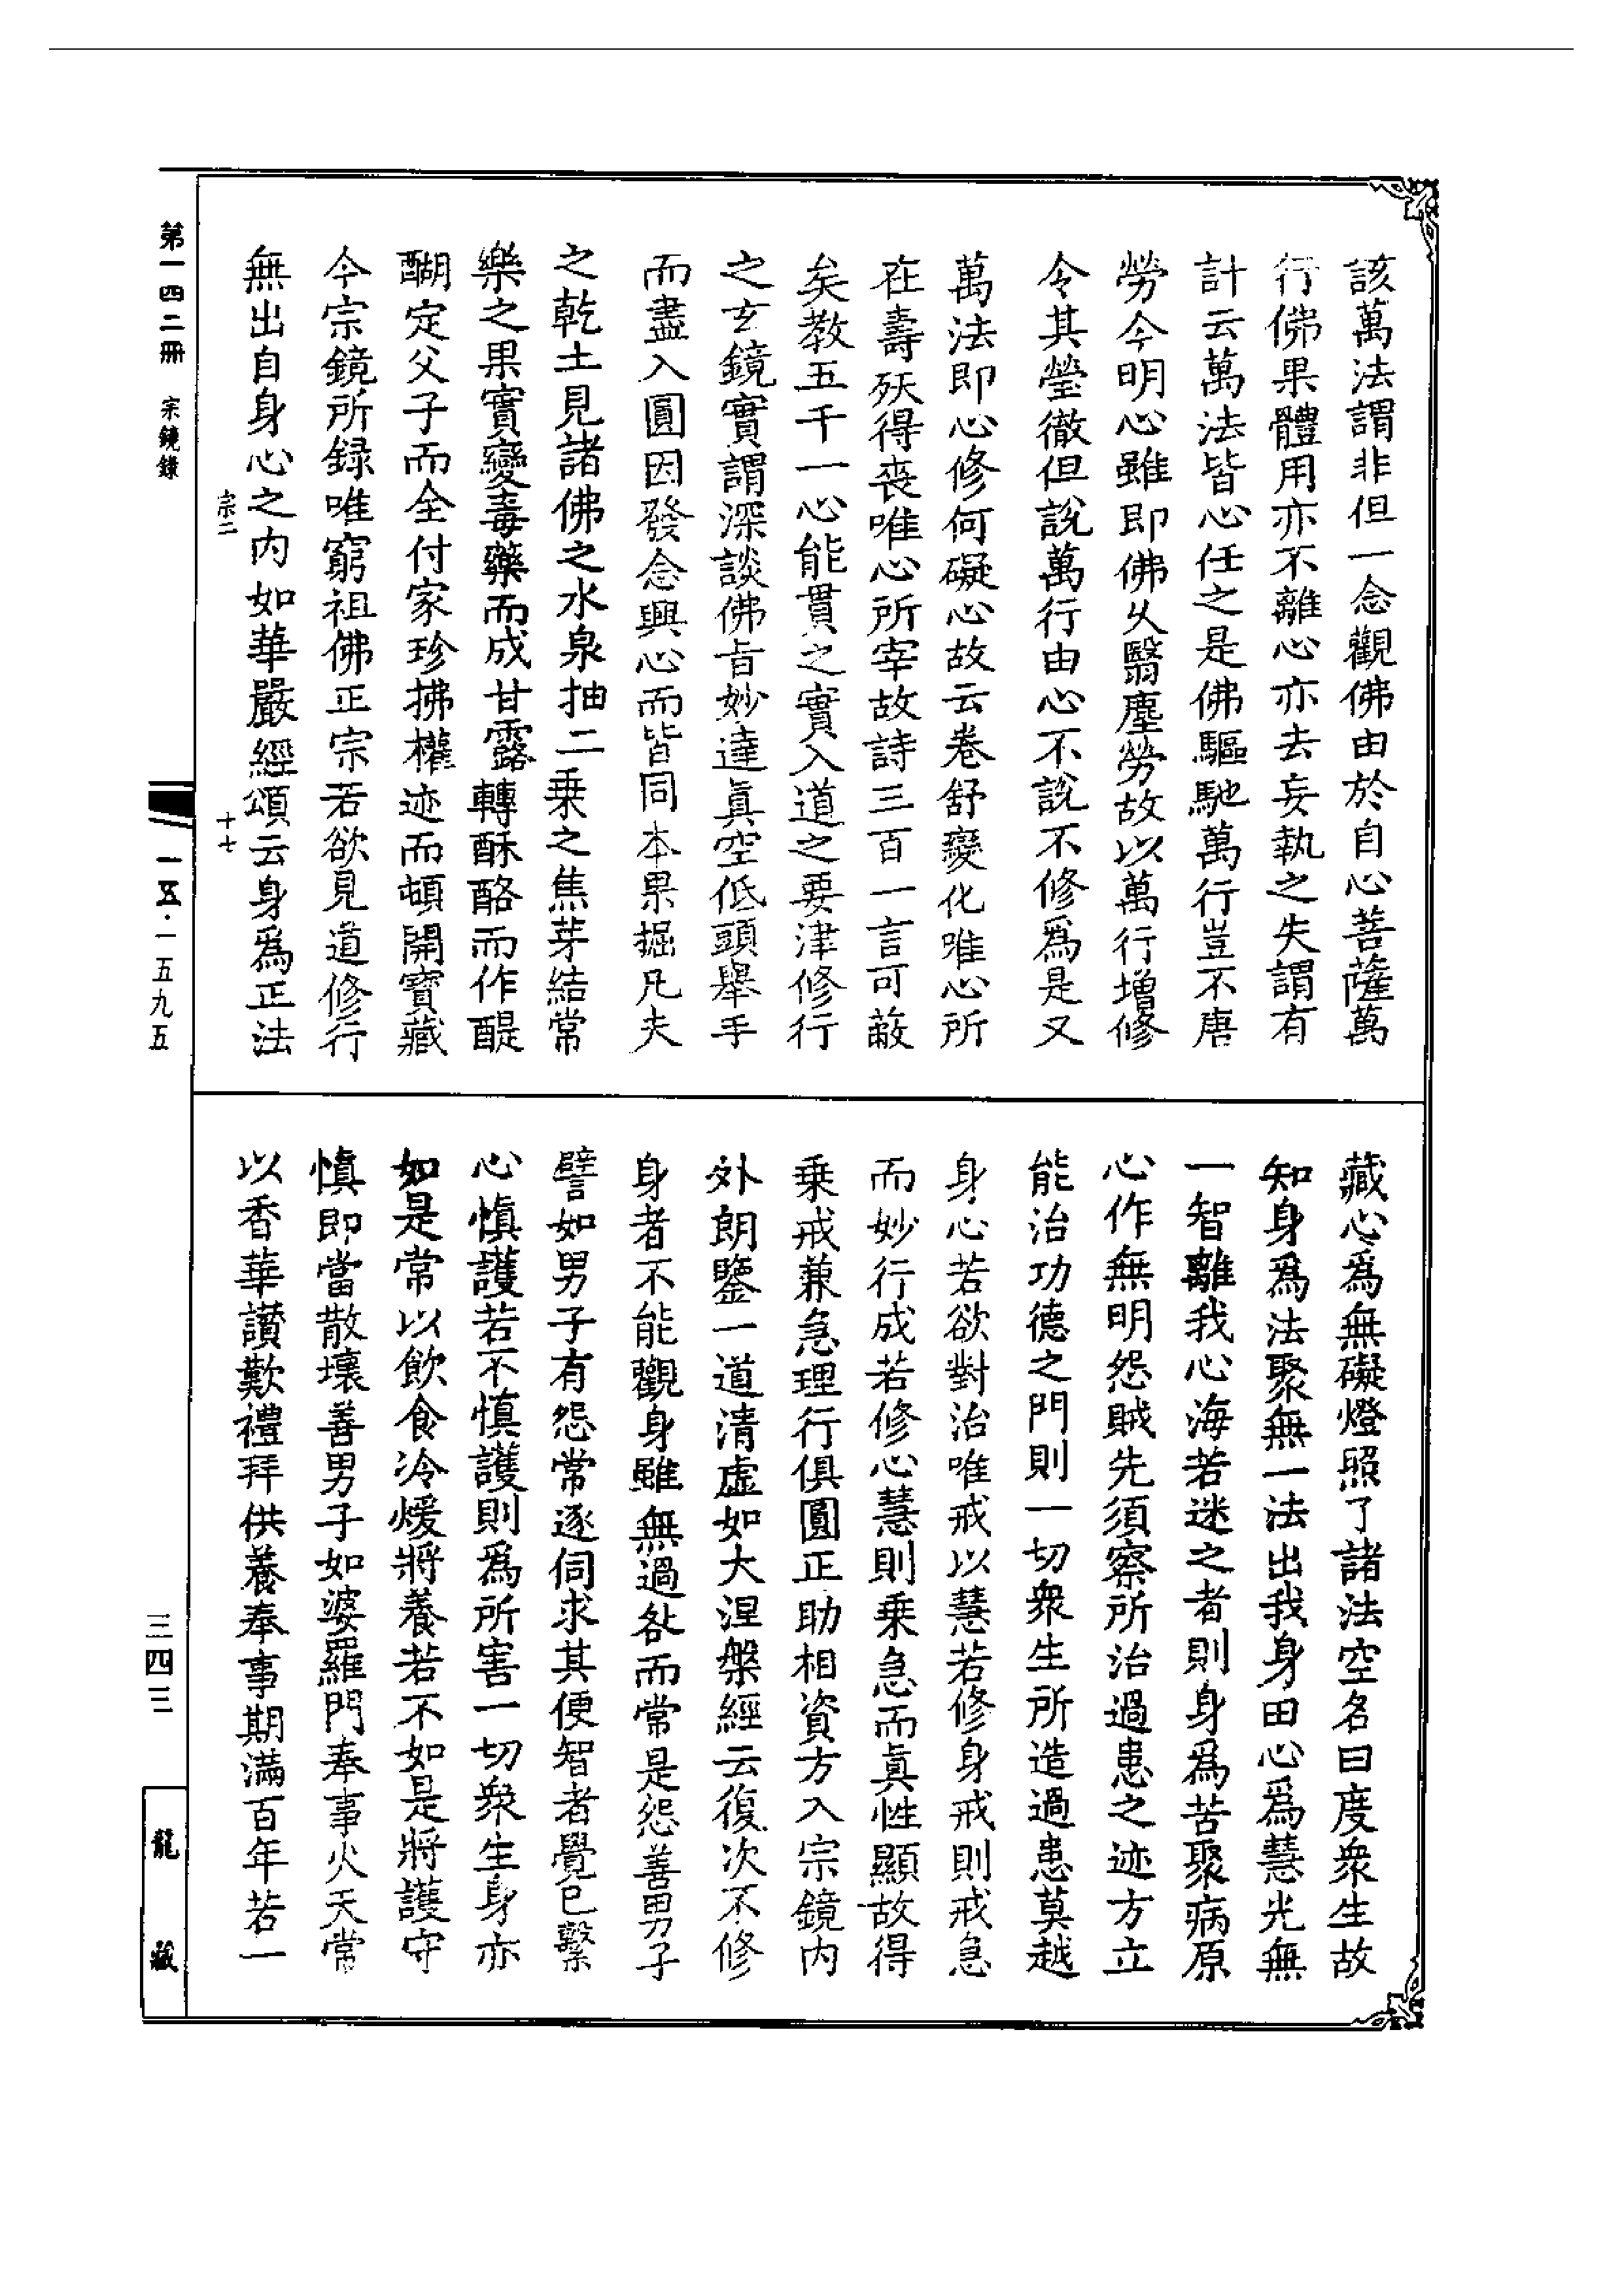 該萬法謂非但一念觀佛由於自心菩薩萬
行佛果體用亦不離心亦去妄執之失謂有
計云萬法皆心任之是佛驅馳萬行豈不唐
勞今明心雖即佛乆翳塵勞故以萬行增修
令其瑩徹但說萬行由心不說不修爲是又
萬法即心修何礙心故云卷舒變化唯心所
在壽殀得喪唯心所宰故詩三百一言可蔽
矣教五千一心能貫之實入道之要津修行
之玄鏡實謂深談佛旨妙達眞空低頭舉手
而盡入圓因發念興心而皆同本果掘凡夫
之乾土見諸佛之水泉抽二乗之焦芽結常
樂之果實變毒藥而成甘露轉酥酪而作醍
醐定父子而全付家珍拂權迹而頓開寶藏
今宗鏡所録唯窮祖佛正宗若欲見道修行
無出自身心之内如華嚴經頌云身爲正法
藏心爲無礙燈照了諸法空名曰度衆生故
知身爲法聚無一法出我身田心爲慧光無
一智離我心海若迷之者則身爲苦聚病原
心作無明怨賊先須察所治過患之迹方立
能治功德之門則一切衆生所造過患莫越
身心若欲對治唯戒以慧若修身戒則戒急
而妙行成若修心慧則乗急而眞性顯故得
乗戒兼急理行俱圓正助相資方入宗鏡内
外朗鑒一道清虚如大涅槃經云復次不修
身者不能觀身雖無過咎而常是怨善男子
譬如男子有怨常逐伺求其便智者覺已繫
心慎護若不慎護則爲所害一切衆生身亦
如是常以飲食冷煖將養若不如是將護守
慎即當散壞善男子如婆羅門奉事火天常
以香華讃歎禮拜供養奉事期滿百年若一
宗二
十七
第一四二冊 宗鏡錄
一五·一五九五
三四三
龍藏